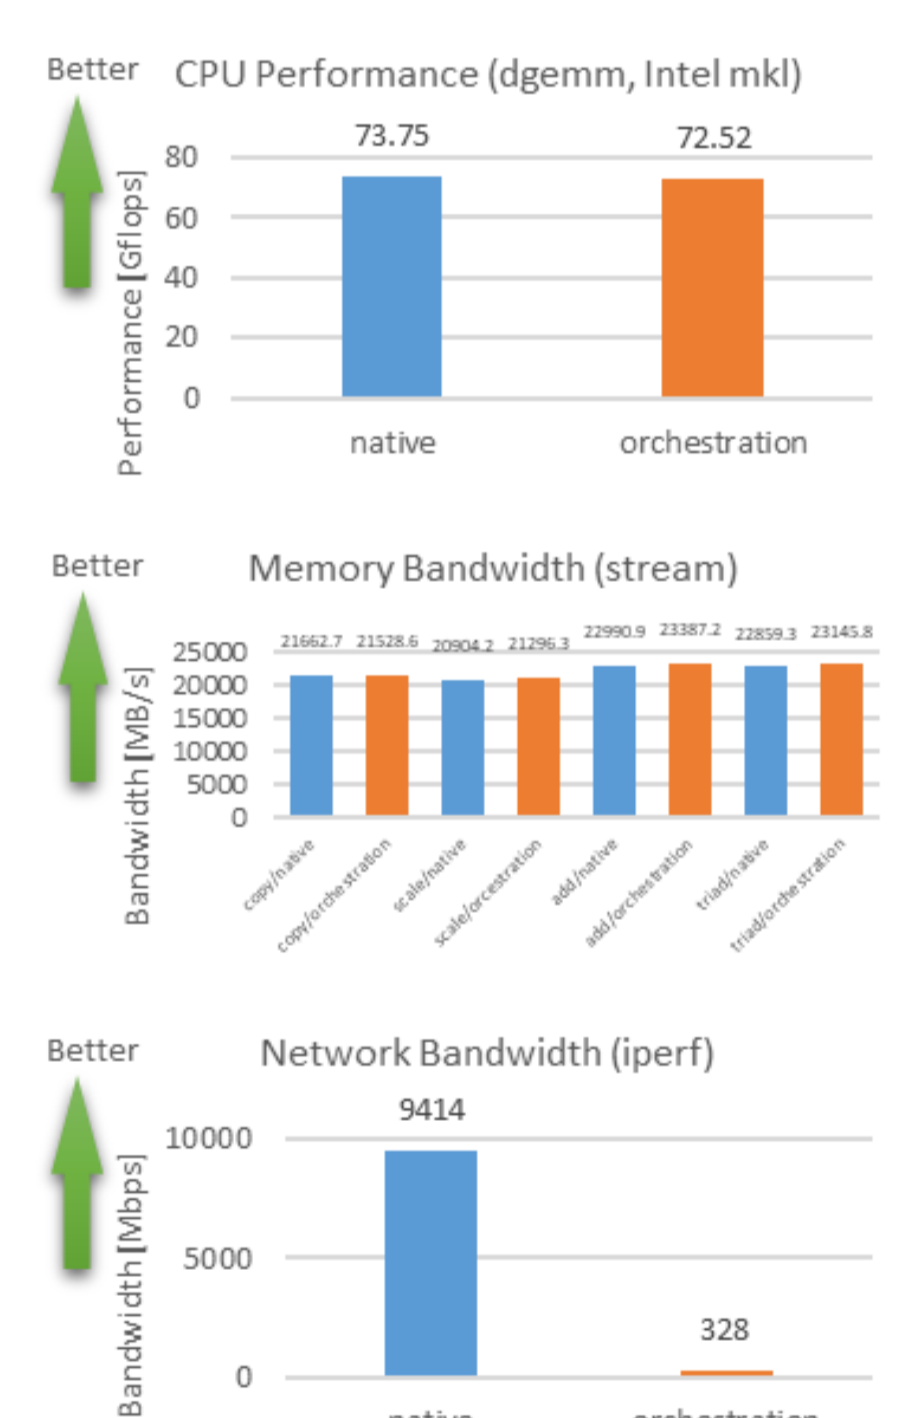 Better
CPU Performance (dgemm, Intel mkl)
73.75
72.52
80
60
40
20
0
Performance [Gflops]
native
orchestration
Better
Memory Bandwidth (stream)
21662.7
21528.6
20904.2
21296.3
22990.9
23387.2
22859.3
23145.8
25000
20000
15000
10000
5000
0
Bandwidth [MB/s]
copy/native
copy/orchestration
scale/native
scale/orcestration
add/native
add/orchestration
triad/native
triad/orchestration
Better
Network Bandwidth (iperf)
9414
328
10000
5000
0
Bandwidth [Mbps]
native
orchestration